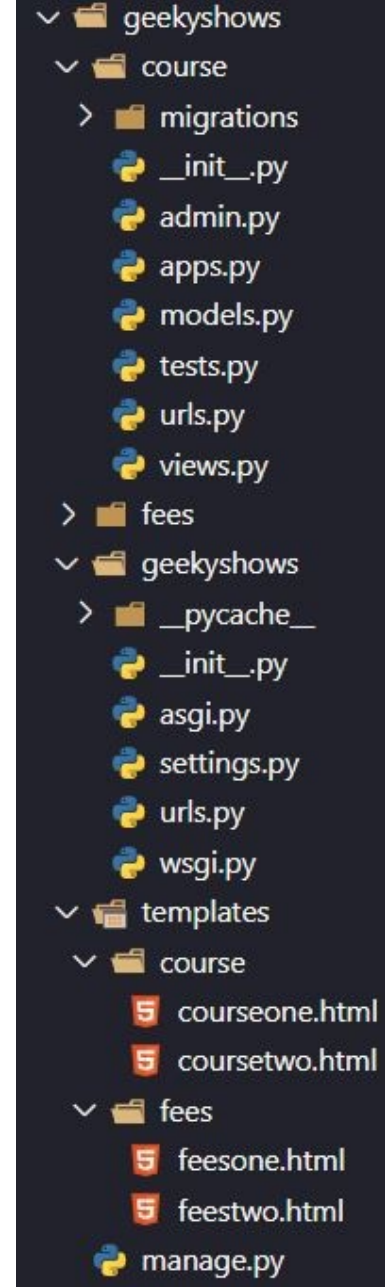 geekyshows
course
migrations
__init__.py
admin.py
apps.py
models.py
tests.py
urls.py
views.py
fees
geekyshows
__pycache__
__init__.py
asgi.py
settings.py
urls.py
wsgi.py
templates
course
courseone.html
coursetwo.html
fees
feesone.html
feestwo.html
manage.py